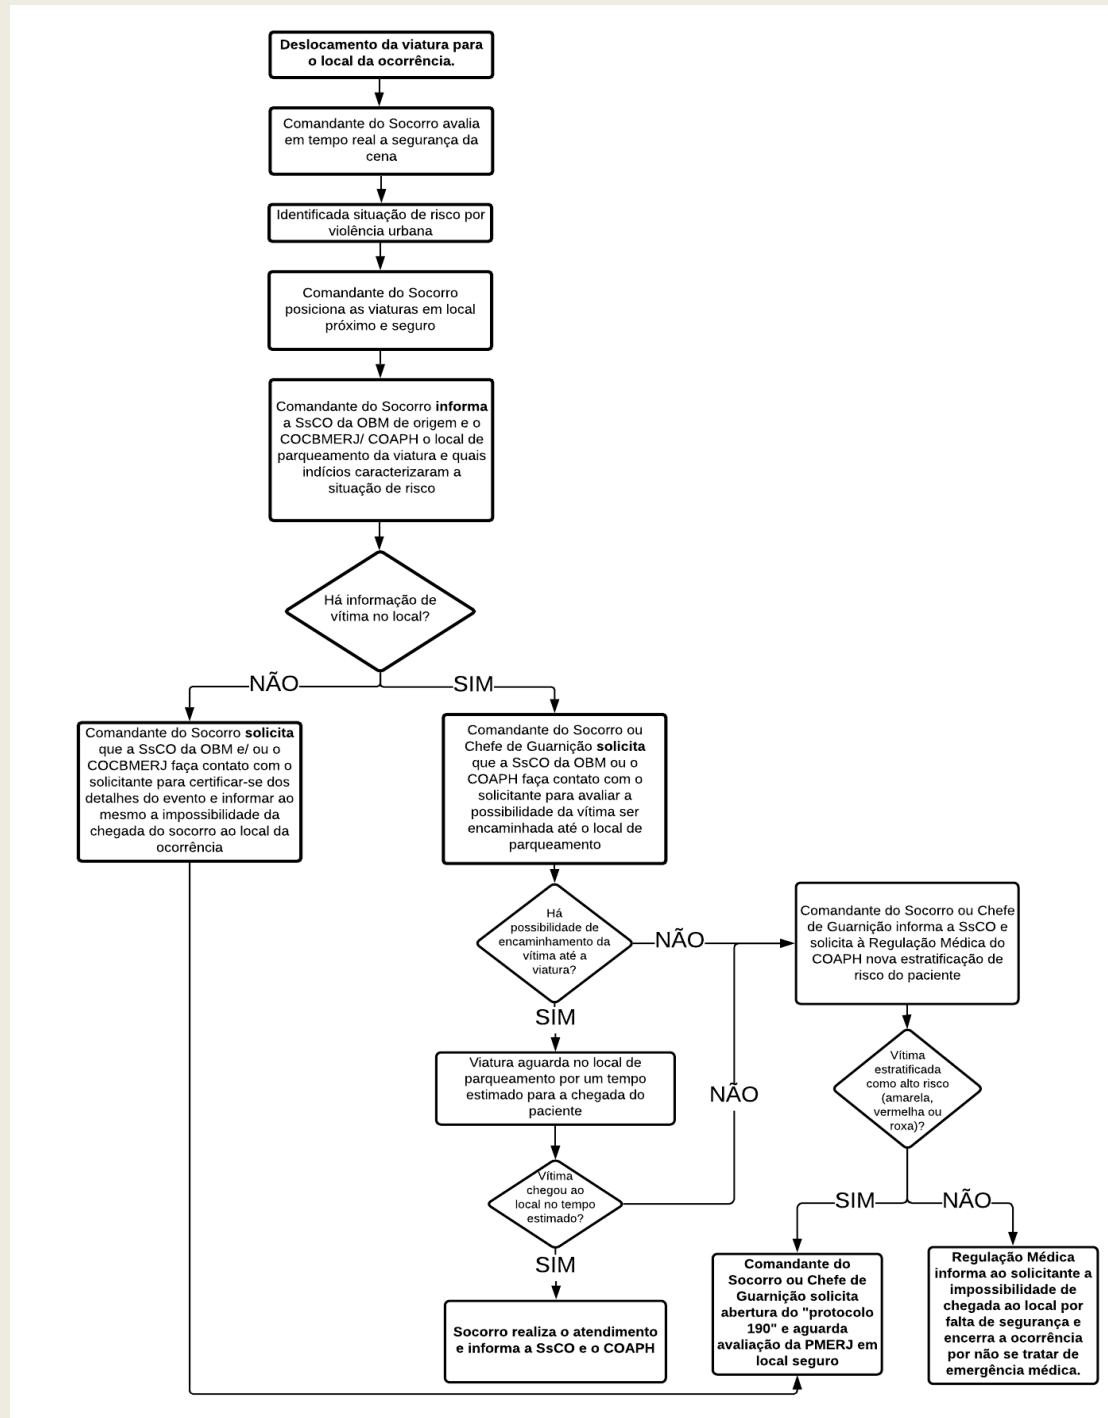 Deslocamento da viatura para
o local da ocorrência.
Comandante do Socorro avalia
em tempo real a segurança da
cena
Identificada situação de risco por
violência urbana
Comandante do Socorro
posiciona as viaturas em local
próximo e seguro
Comandante do Socorro informa
a SsCO da OBM de origem e o
COCBMERJ/ COAPH o local de
parqueamento da viatura e quais
indícios caracterizaram a
situação de risco
Há informação de
vítima no local?
NÃO
SIM
Comandante do Socorro solicita
que a SsCO da OBM e/ ou o
COCBMERJ faça contato com o
solicitante para certificar-se dos
detalhes do evento e informar ao
mesmo a impossibilidade da
chegada do socorro ao local da
ocorrência
Comandante do Socorro ou
Chefe de Guarnição solicita
que a SsCO da OBM ou o
COAPH faça contato com o
solicitante para avaliar a
possibilidade da vítima ser
encaminhada até o local de
parqueamento
Há
possibilidade de
encaminhamento da
vítima até a
viatura?
NÃO
Comandante do Socorro ou Chefe
de Guarnição informa a SsCO e
solicita à Regulação Médica do
COAPH nova estratificação de
risco do paciente
SIM
Viatura aguarda no local de
parqueamento por um tempo
estimado para a chegada do
paciente
NÃO
Vítima
estratificada
como alto risco
(amarela,
vermelha ou
roxa)?
Vítima
chegou ao
local no tempo
estimado?
SIM
NÃO
SIM
Socorro realiza o atendimento
e informa a SsCO e o COAPH
Comandante do
Socorro ou Chefe de
Guarnição solicita
abertura do "protocolo
190" e aguarda
avaliação da PMERJ em
local seguro
Regulação Médica
informa ao solicitante a
impossibilidade de
chegada ao local por
falta de segurança e
encerra a ocorrência
por não se tratar de
emergência médica.